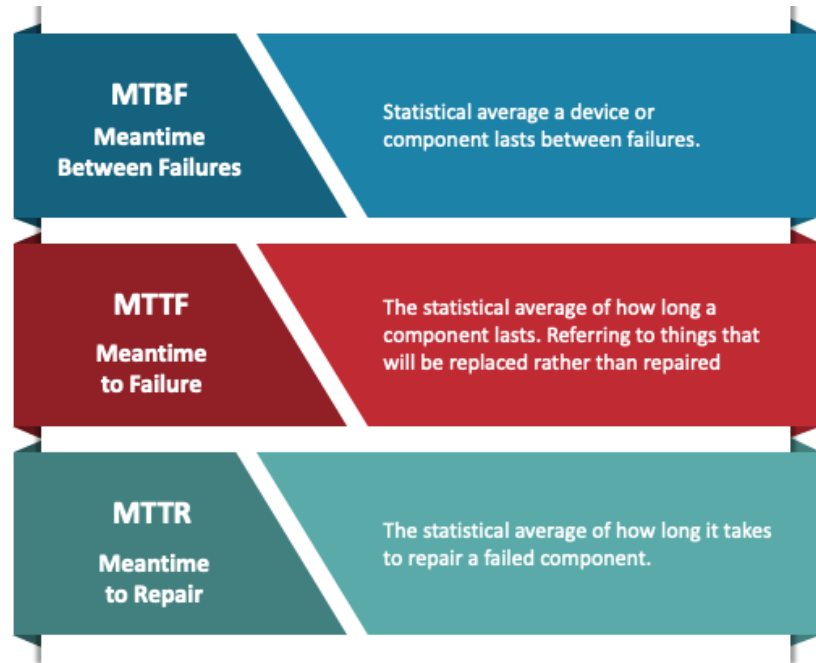 MTBF
Meantime
Between Failures
Statistical average a device or
component lasts between failures.
MTTF
Meantime
to Failure
The statistical average of how long a
component lasts. Referring to things that
will be replaced rather than repaired
MTTR
Meantime
to Repair
The statistical average of how long it takes
to repair a failed component.